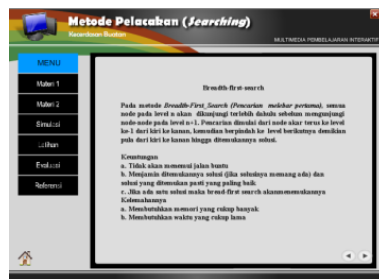 Metode Pelacakan (Searching)
Kecerdasan Buatan
MULTIMEDIA PEMBELAJARAN INTERAKTIF
MENU
Materi 1
Materi 2
Simulasi
Latihan
Evaluasi
Referensi
Breadth-first search
Pada metode Breadth-First_Search (Pencarian melebar pertama), semua
node pada level n akan dikunjungi terlebih dahulu sebelum mengunjungi
node-node pada level n+1. Pencarian dimulai dari node akar terus ke level
ke-1 dari kiri ke kanan, kemudian berpindah ke level berikutnya demikian
pula dari kiri ke kanan hingga ditemukannya solusi.
Keuntungan
a. Tidak akan menemui jalan buntu
b. Menjamin ditemukannya solusi (jika solusinya memang ada) dan
solusi yang ditemukan pasti yang paling baik
c. Jika ada satu solusi maka bread-first search akanmenemukannya
Kelemahannya
a. Membutuhkan memori yang cukup banyak
b. Membutuhkan waktu yang cukup lama